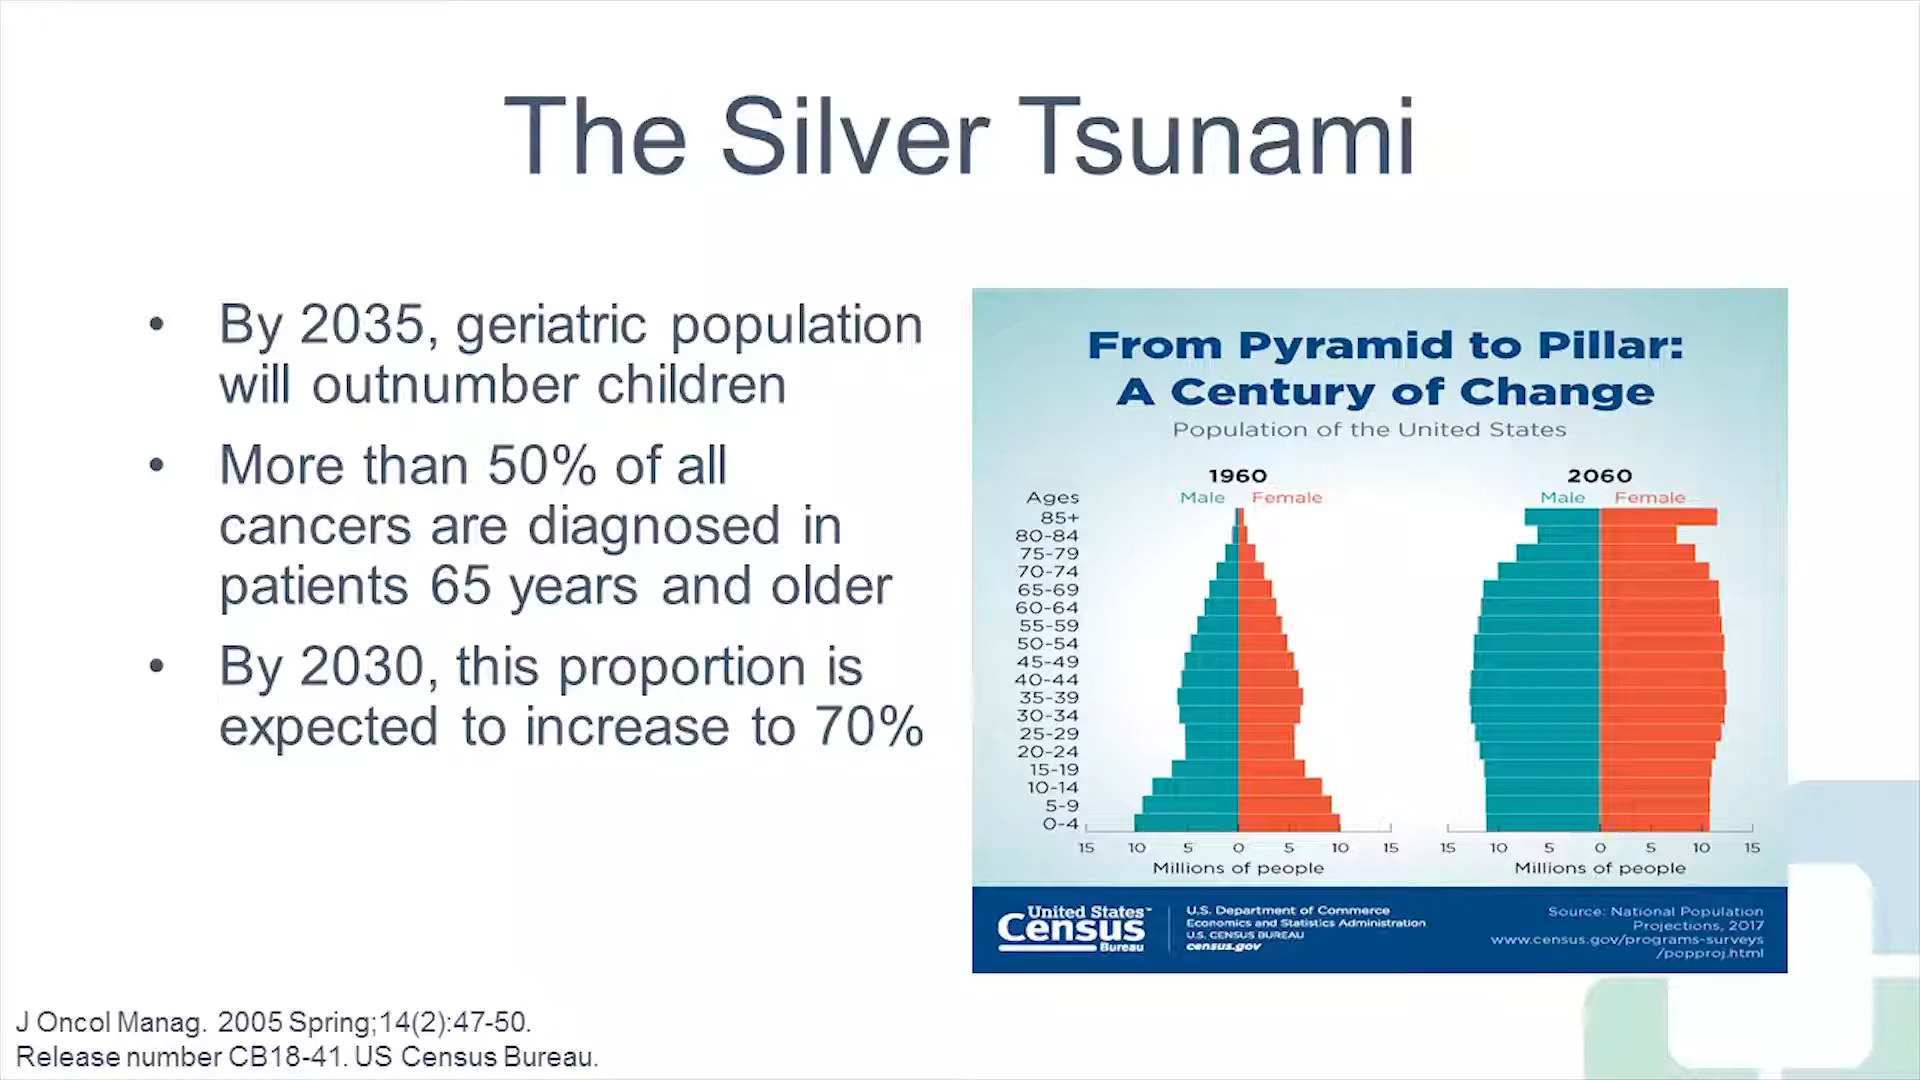 The Silver Tsunami
• By 2035, geriatric population
will outnumber children
• More than 50% of all
cancers are diagnosed in
patients 65 years and older
• By 2030, this proportion is
expected to increase to 70%
From Pyramid to Pillar:
A Century of Change
Population of the United States
1960
2060
Ages
Male Female
Male Female
85+
80-84
75-79
70-74
65-69
60-64
55-59
50-54
45-49
40-44
35-39
30-34
25-29
20-24
15-19
10-14
5-9
0-4
15 10 5 0 5 10 15
15 10 5 0 5 10 15
Millions of people
Millions of people
United States™
Census
Bureau
U.S. Department of Commerce
Economics and Statistics Administration
U.S. CENSUS BUREAU
census.gov
Source: National Population
Projections, 2017
www.census.gov/programs-surveys
/popproj.html
J Oncol Manag. 2005 Spring;14(2):47-50.
Release number CB18-41. US Census Bureau.